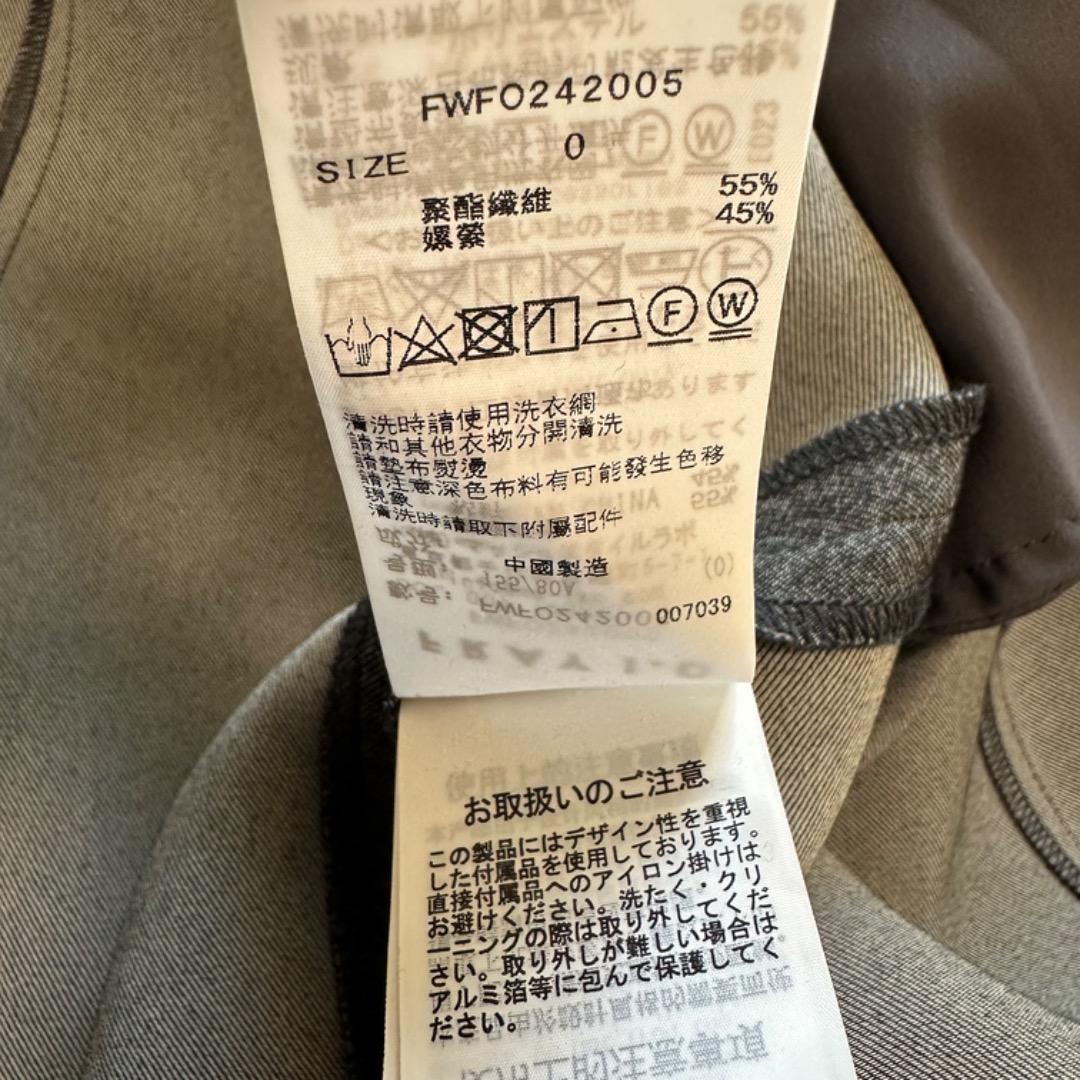 FWFO242005
SIZE 0
聚酯纖維 55%
嫘縈 45%
F W
清洗時請使用洗衣網
請和其他衣物分開清洗
請墊布熨燙
請注意深色布料有可能發生色移
現象
清洗時請取下附屬配件
中國製造
007039
お取扱いのご注意
この製品にはデザイン性を重視
した付属品を使用しております。
直接付属品へのアイロン掛けは
お避けください。洗たく・クリ
ーニングの際は取り外してくだ
さい。取り外しが難しい場合は
アルミ箔等に包んで保護してく
ださい。